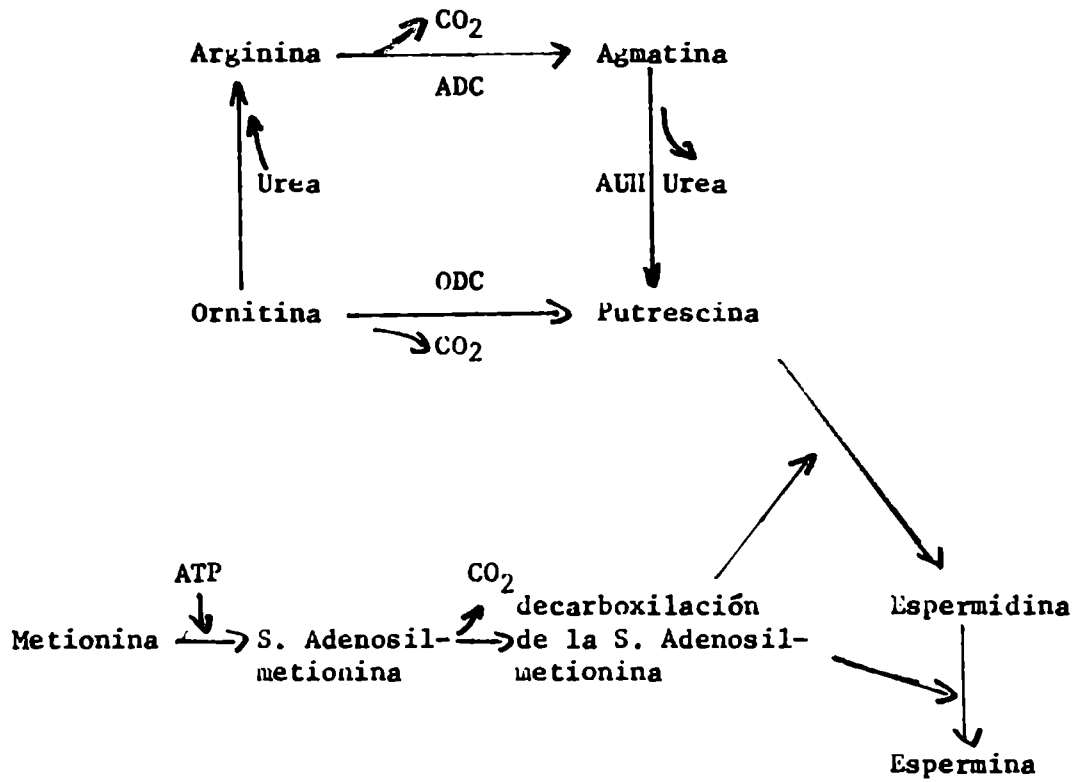 CO2
Arginina Agmatina
ADC
Urea AUH Urea
ODC
Ornitina Putrescina
CO2
ATP CO2
decarboxilación Espermidina
Metionina S. Adenosil- de la S. Adenosil-
metionina metionina
Espermina